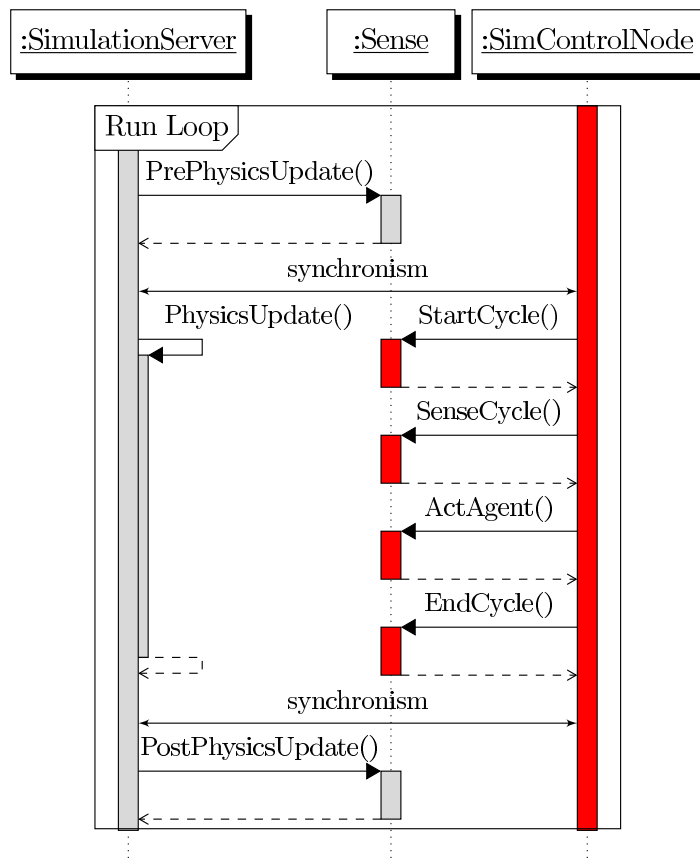 :SimulationServer
:Sense
:SimControlNode
Run Loop
PrePhysicsUpdate()
synchronism
PhysicsUpdate()
StartCycle()
SenseCycle()
ActAgent()
EndCycle()
synchronism
PostPhysicsUpdate()